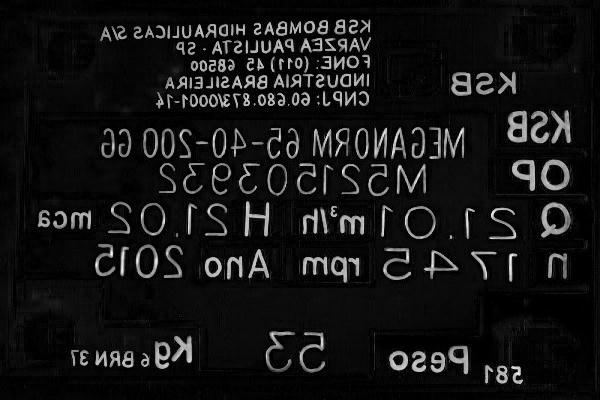 KSB BOMBAS HIDRAULICAS S/A
VARZEA PAULISTA - SP
FONE: (011) 45 68500
INDUSTRIA BRASILEIRA
CNPJ: 60.680.873/0001-14
KSB
KSB MEGANORM 65-40-200 GG
OP M521503932
Q 21.01 m³/h H 21.02 mca
n 1745 rpm Ano 2015
581 Peso 53 Kg 6 BRN 37